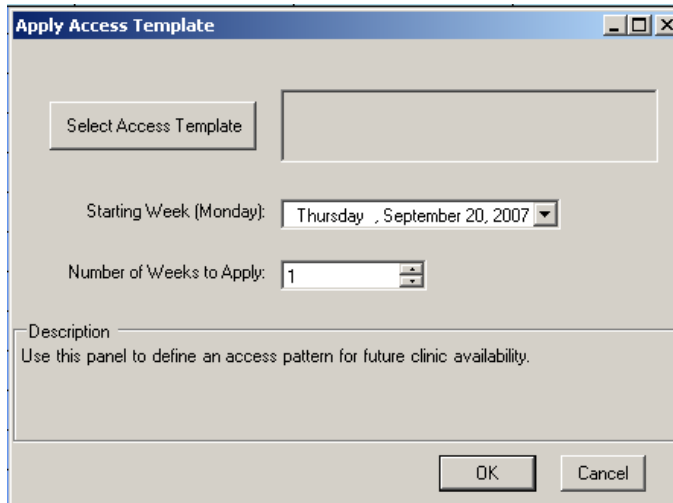 Apply Access Template
Select Access Template
Starting Week (Monday): Thursday , September 20, 2007
Number of Weeks to Apply: 1
Description
Use this panel to define an access pattern for future clinic availability.
OK Cancel